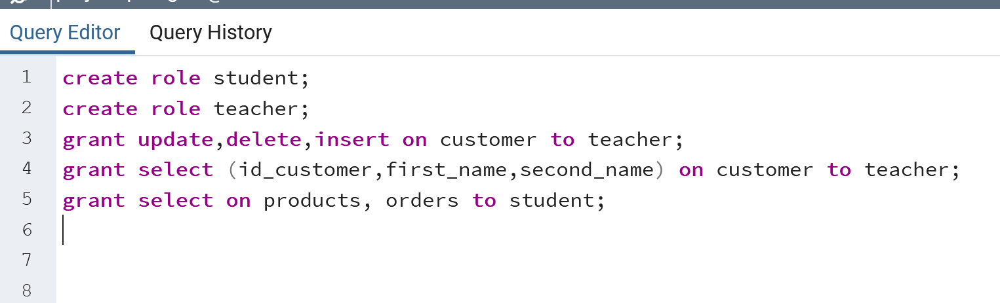 Query Editor Query History
1 create role student;
2 create role teacher;
3 grant update,delete,insert on customer to teacher;
4 grant select (id_customer,first_name,second_name) on customer to teacher;
5 grant select on products, orders to student;
6
7
8